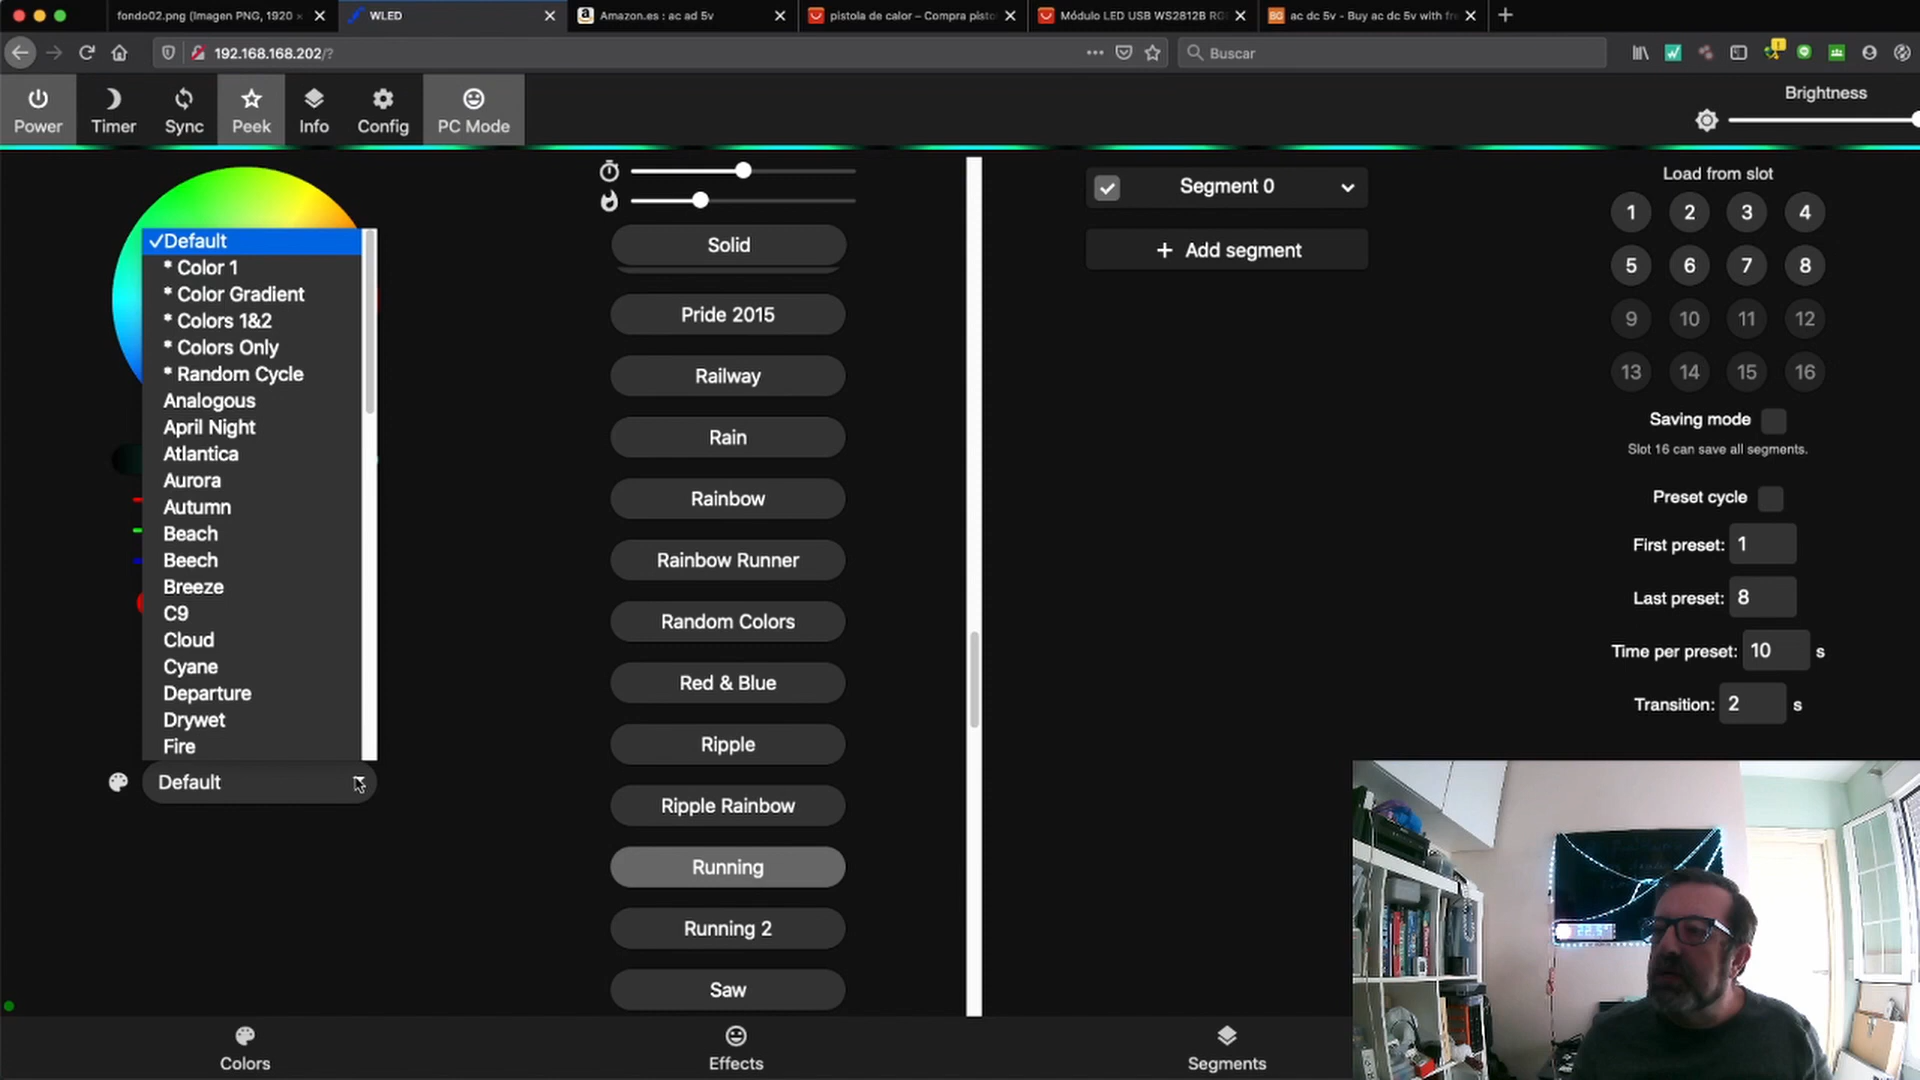 fondo02.png (Imagen PNG, 1920 ×
WLED
Amazon.es : ac ad 5v
pistola de calor – Compra pisto
Módulo LED USB WS2812B RG
BG ac dc 5v - Buy ac dc 5v with fr
192.168.168.202/?
Buscar
Power
Timer
Sync
Peek
Info
Config
PC Mode
Brightness
✓Default
* Color 1
* Color Gradient
* Colors 1&2
* Colors Only
* Random Cycle
Analogous
April Night
Atlantica
Aurora
Autumn
Beach
Beech
Breeze
C9
Cloud
Cyane
Departure
Drywet
Fire
Default
Solid
Pride 2015
Railway
Rain
Rainbow
Rainbow Runner
Random Colors
Red & Blue
Ripple
Ripple Rainbow
Running
Running 2
Saw
Segment 0
+ Add segment
Load from slot
1 2 3 4
5 6 7 8
9 10 11 12
13 14 15 16
Saving mode
Slot 16 can save all segments.
Preset cycle
First preset: 1
Last preset: 8
Time per preset: 10 s
Transition: 2 s
Colors
Effects
Segments